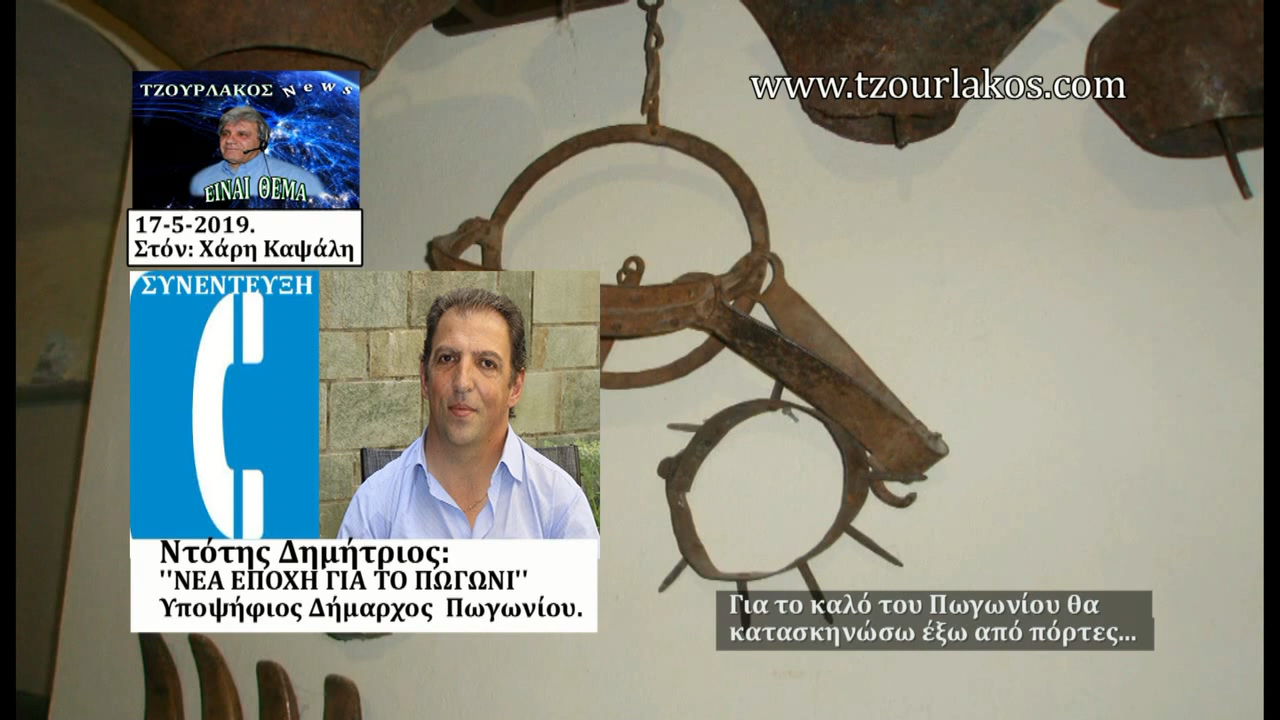 ΤΖΟΥΡΛΑΚΟΣ News
ΕΙΝΑΙ ΘΕΜΑ
www.tzourlakos.com
17-5-2019.
Στόν: Χάρη Καψάλη
ΣΥΝΕΝΤΕΥΞΗ
Ντότης Δημήτριος:
''ΝΕΑ ΕΠΟΧΗ ΓΙΑ ΤΟ ΠΩΓΩΝΙ''
Υποψήφιος Δήμαρχος Πωγωνίου.
Για το καλό του Πωγωνίου θα
κατασκηνώσω έξω από πόρτες...